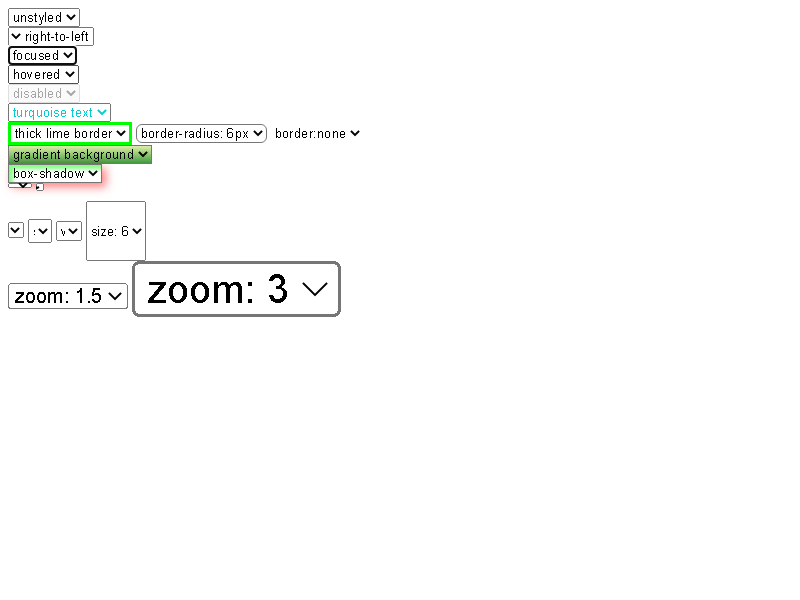 unstyled
right-to-left
focused
hovered
disabled
turquoise text
thick lime border border-radius: 6px border:none
gradient background
box-shadow
size: 6
zoom: 1.5 zoom: 3